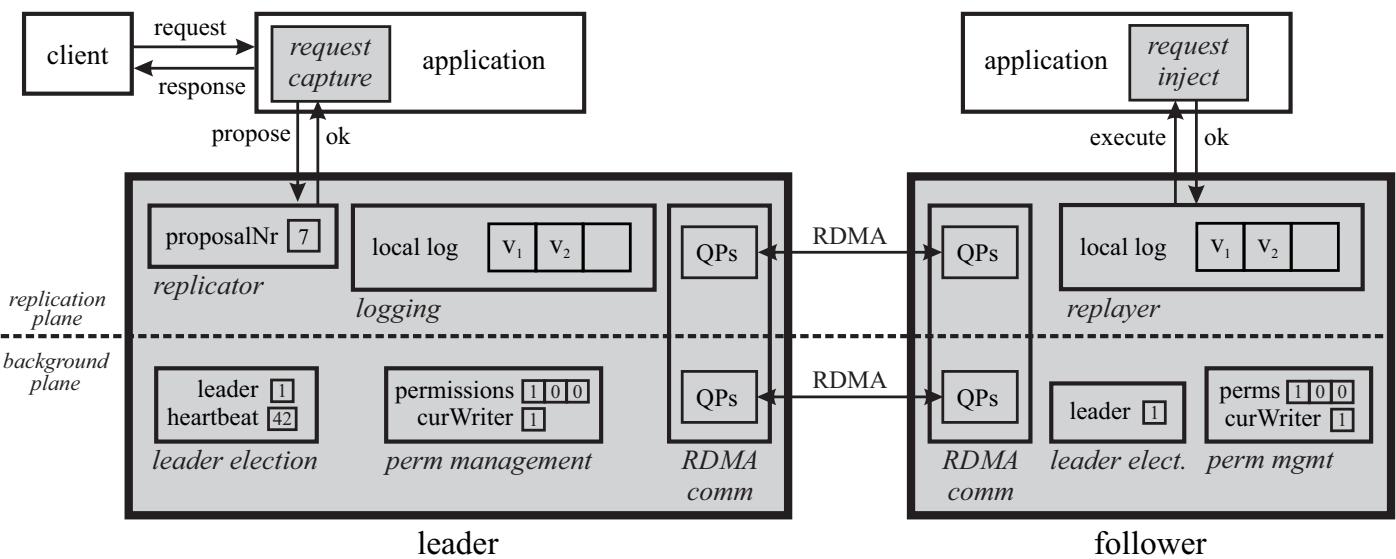 client
request
response
request
capture
application
propose
ok
application
request
inject
execute
ok
proposalNr 7
replicator
local log v1 v2
logging
QPs
RDMA
QPs
local log v1 v2
replayer
replication
plane
background
plane
leader 1
heartbeat 42
leader election
permissions 1 0 0
curWriter 1
perm management
QPs
RDMA
comm
RDMA
QPs
RDMA
comm
leader 1
leader elect.
perms 1 0 0
curWriter 1
perm mgmt
leader
follower